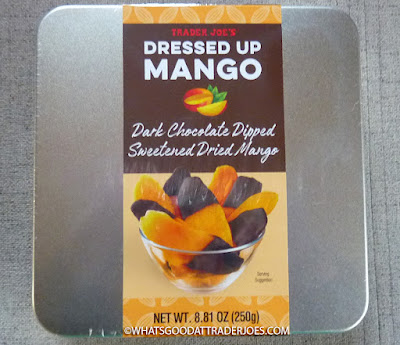 TRADER JOE'S
DRESSED UP
MANGO
Dark Chocolate Dipped
Sweetened Dried Mango
Serving
Suggestion
NET WT. 8.81 OZ (250g)
©WHATSGOODATTRADERJOES.COM